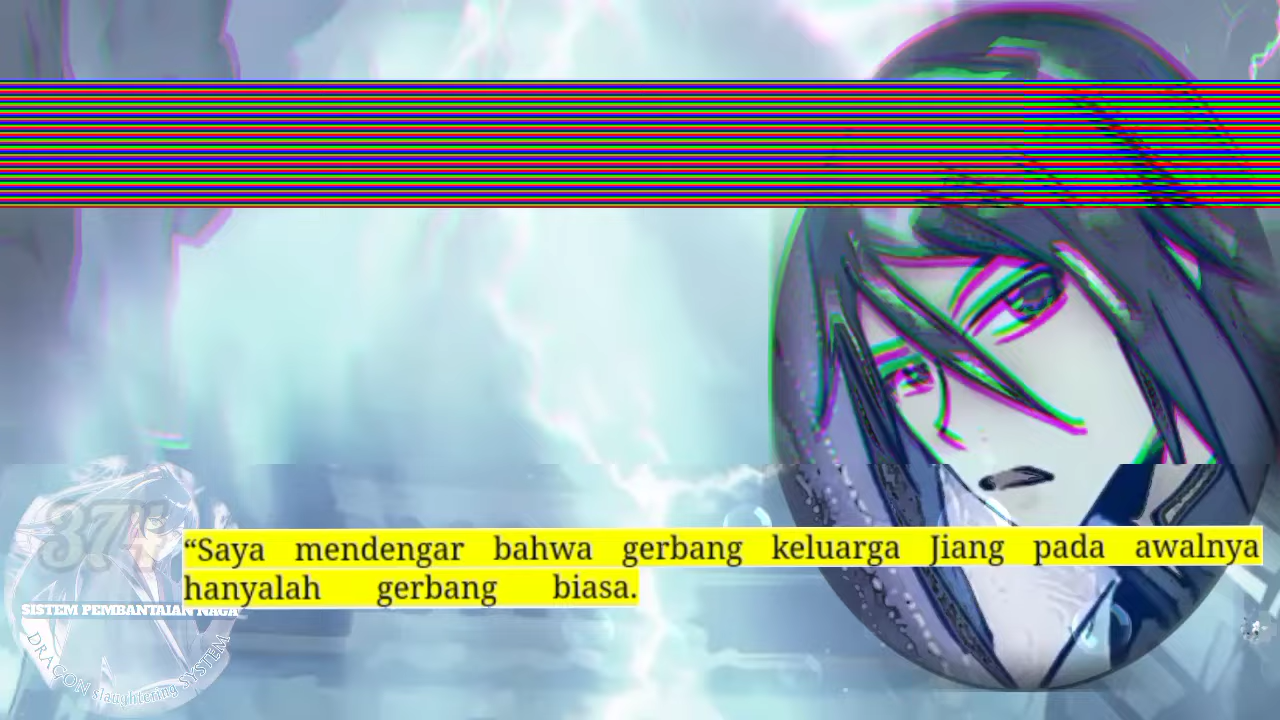 “Saya mendengar bahwa gerbang keluarga Jiang pada awalnya
hanyalah gerbang biasa.
SISTEM PEMBANTAIAN NAGA
DRAGON slaughtering SYSTEM